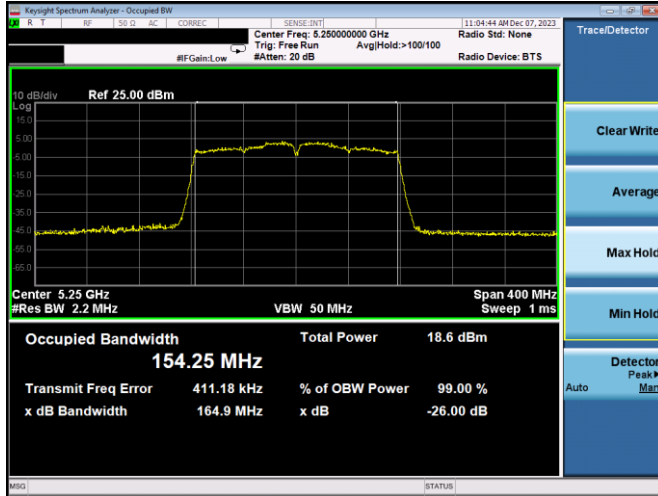 Keysight Spectrum Analyzer - Occupied BW
R T RF 50 Ω AC CORREC SENSE:INT 11:04:44 AM Dec 07, 2023
Center Freq: 5.250000000 GHz Radio Std: None
Trig: Free Run Avg|Hold:>100/100
#IFGain:Low #Atten: 20 dB Radio Device: BTS
10 dB/div Ref 25.00 dBm
Log
15.0
5.00
-5.00
-15.0
-25.0
-35.0
-45.0
-55.0
-65.0
Center 5.25 GHz Span 400 MHz
#Res BW 2.2 MHz VBW 50 MHz Sweep 1 ms
Occupied Bandwidth Total Power 18.6 dBm
154.25 MHz
Transmit Freq Error 411.18 kHz % of OBW Power 99.00 %
x dB Bandwidth 164.9 MHz x dB -26.00 dB
MSG STATUS
Trace/Detector
Clear Write
Average
Max Hold
Min Hold
Detector
Peak
Auto Man